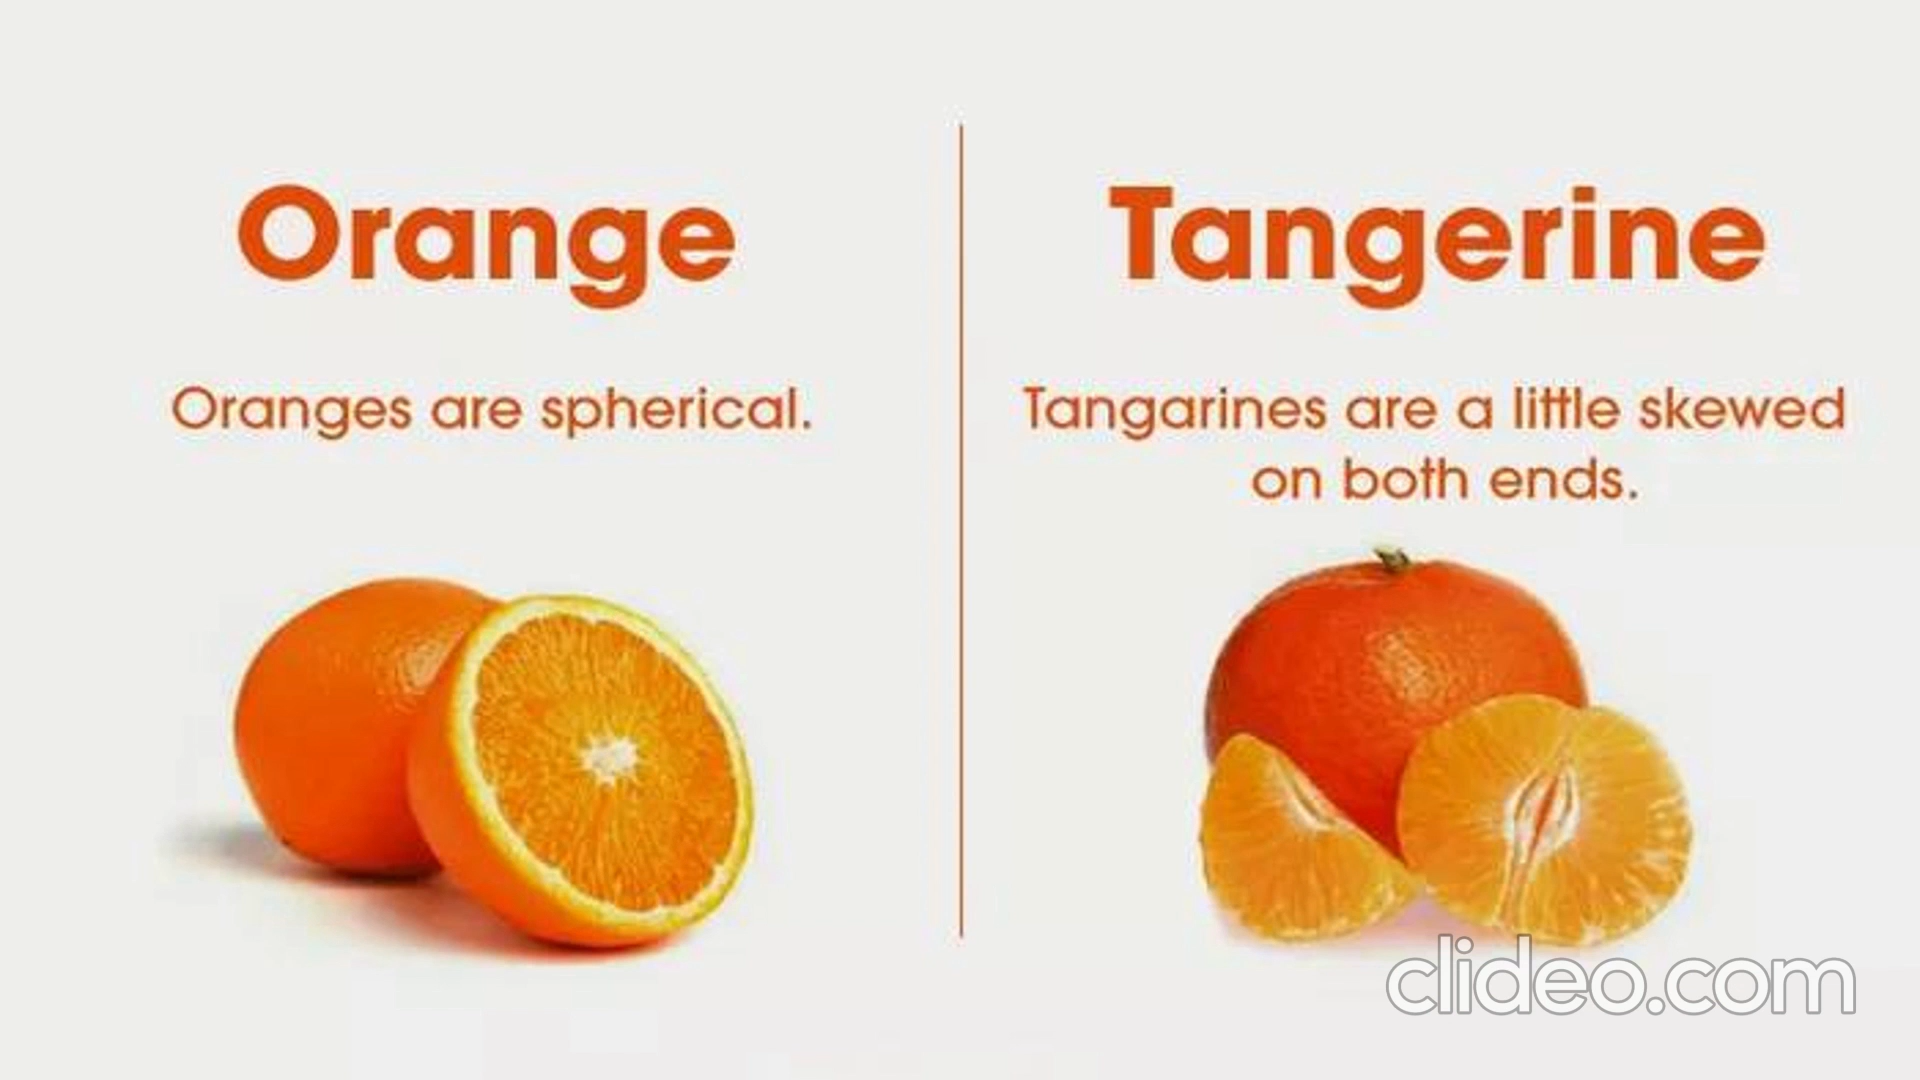 Orange
Oranges are spherical.
Tangerine
Tangarines are a little skewed
on both ends.
clideo.com